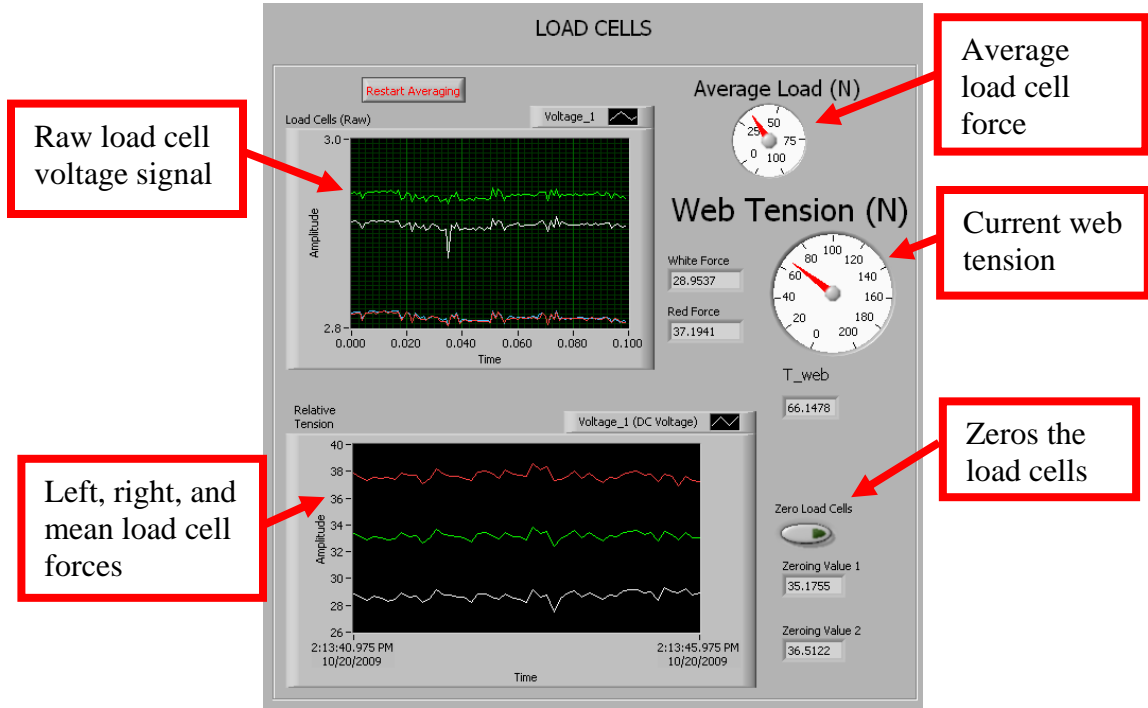 LOAD CELLS
Restart Averaging
Load Cells (Raw)
Voltage_1
3.0
2.8
Amplitude
0.000 0.020 0.040 0.060 0.080 0.100
Time
Average Load (N)
0 25 50 75 100
Web Tension (N)
0 20 40 60 80 100 120 140 160 180 200
White Force
28.9537
Red Force
37.1941
T_web
66.1478
Relative
Tension
Voltage_1 (DC Voltage)
40
38
36
34
32
30
28
26
Amplitude
2:13:40.975 PM
10/20/2009
2:13:45.975 PM
10/20/2009
Time
Zero Load Cells
Zeroing Value 1
35.1755
Zeroing Value 2
36.5122
Raw load cell
voltage signal
Left, right, and
mean load cell
forces
Average
load cell
force
Current web
tension
Zeros the
load cells